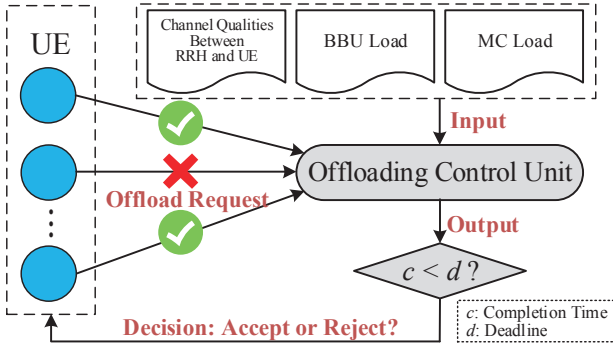 UE
Channel Qualities
Between
RRH and UE
BBU Load
MC Load
Input
Offloading Control Unit
Offload Request
Output
c < d ?
c: Completion Time
d: Deadline
Decision: Accept or Reject?